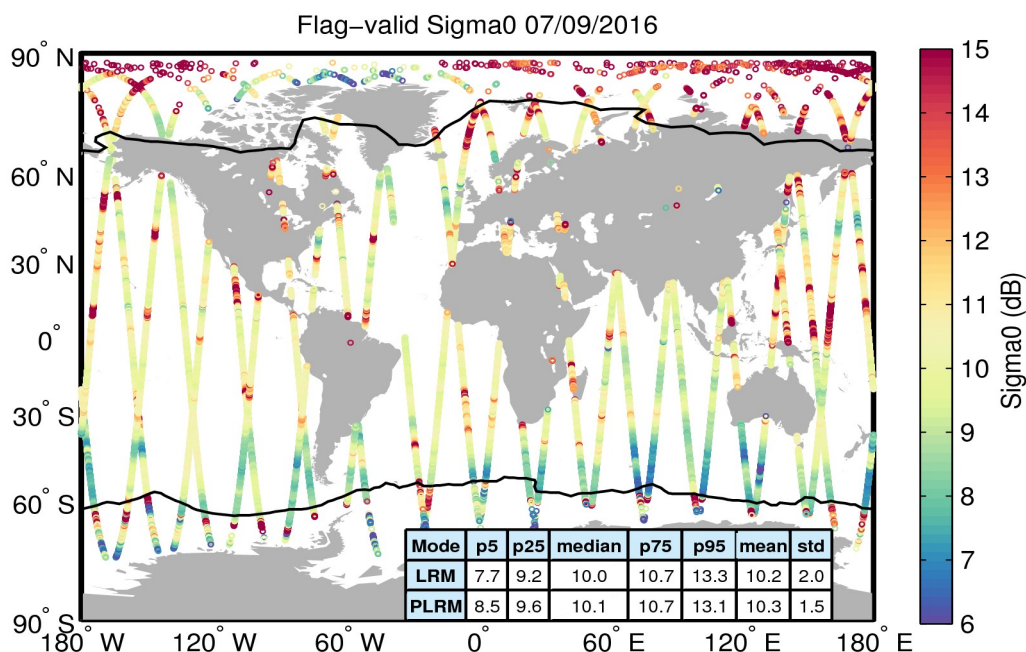 Flag-valid Sigma0 07/09/2016
90° N
60° N
30° N
0°
30° S
60° S
90° S
180° W
120° W
60° W
0°
60° E
120° E
180° E
Mode p5 p25 median p75 p95 mean std
LRM 7.7 9.2 10.0 10.7 13.3 10.2 2.0
PLRM 8.5 9.6 10.1 10.7 13.1 10.3 1.5
15
14
13
12
11
10
9
8
7
6
Sigma0 (dB)